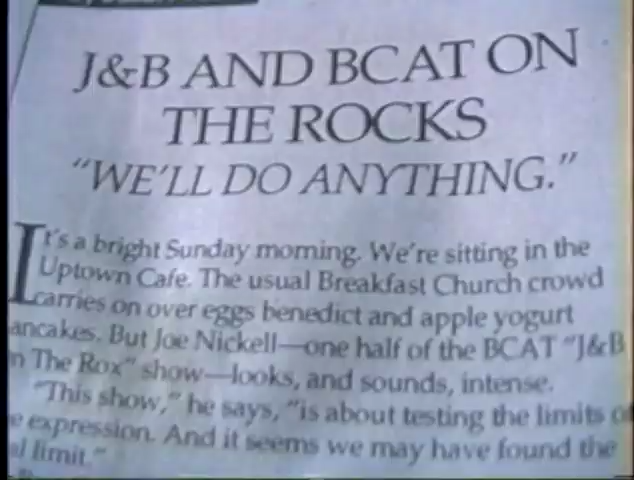 J&B AND BCAT ON
THE ROCKS
"WE'LL DO ANYTHING."
It's a bright Sunday morning. We're sitting in the
Uptown Cafe. The usual Breakfast Church crowd
carries on over eggs benedict and apple yogurt
ancakes. But Joe Nickell—one half of the BCAT "J&B
n The Rox" show—looks, and sounds, intense.
"This show," he says, "is about testing the limits of
e expression. And it seems we may have found the
al limit."